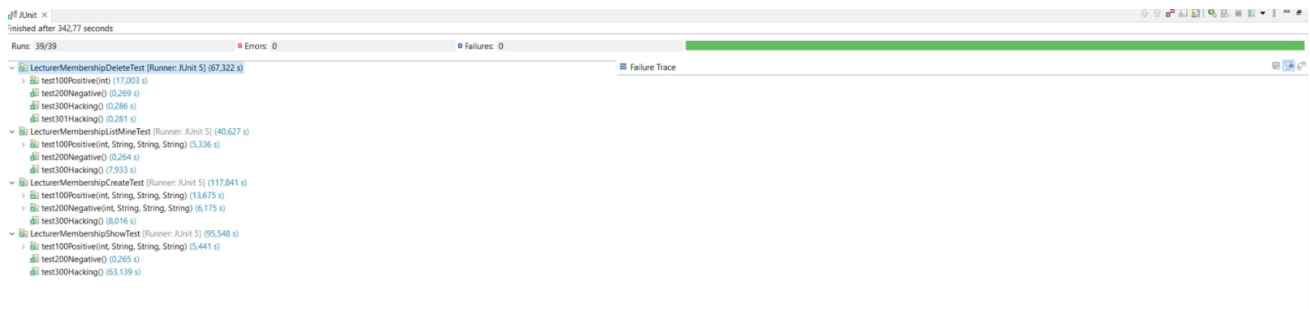 JUnit
Finished after 342,77 seconds
Runs: 39/39 Errors: 0 Failures: 0
LecturerMembershipDeleteTest [Runner: JUnit 5] (67,322 s)
Failure Trace
test100Positive(int) (17,003 s)
test200Negative() (0,269 s)
test300Hacking() (0,286 s)
test301Hacking() (0,281 s)
LecturerMembershipListMineTest [Runner: JUnit 5] (40,627 s)
test100Positive(int, String, String, String) (5,336 s)
test200Negative() (0,264 s)
test300Hacking() (7,933 s)
LecturerMembershipCreateTest [Runner: JUnit 5] (117,841 s)
test100Positive(int, String, String, String) (13,675 s)
test200Negative(int, String, String, String) (6,175 s)
test300Hacking() (8,016 s)
LecturerMembershipShowTest [Runner: JUnit 5] (95,548 s)
test100Positive(int, String, String, String) (5,441 s)
test200Negative() (0,265 s)
test300Hacking() (63,139 s)